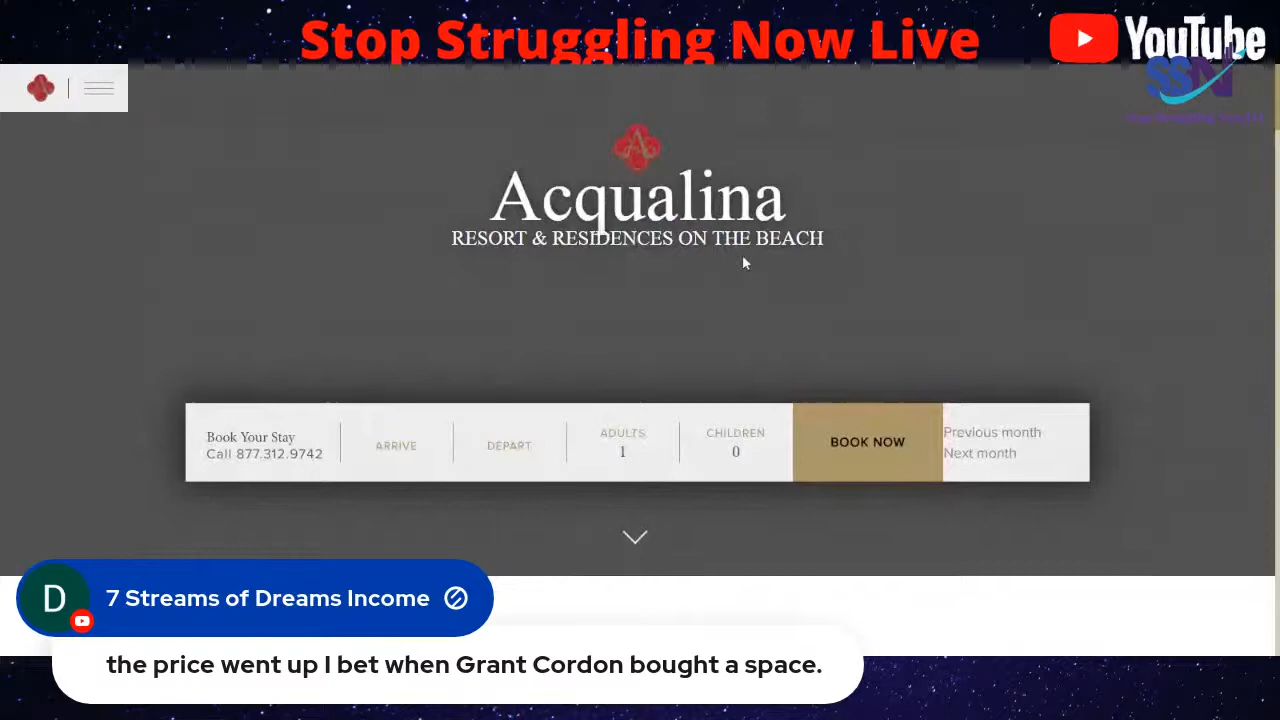 Stop Struggling Now Live
YouTube
SSN
Acqualina
RESORT & RESIDENCES ON THE BEACH
Book Your Stay
Call 877.312.9742
ARRIVE
DEPART
ADULTS
1
CHILDREN
0
BOOK NOW
Previous month
Next month
D
7 Streams of Dreams Income
the price went up I bet when Grant Cordon bought a space.